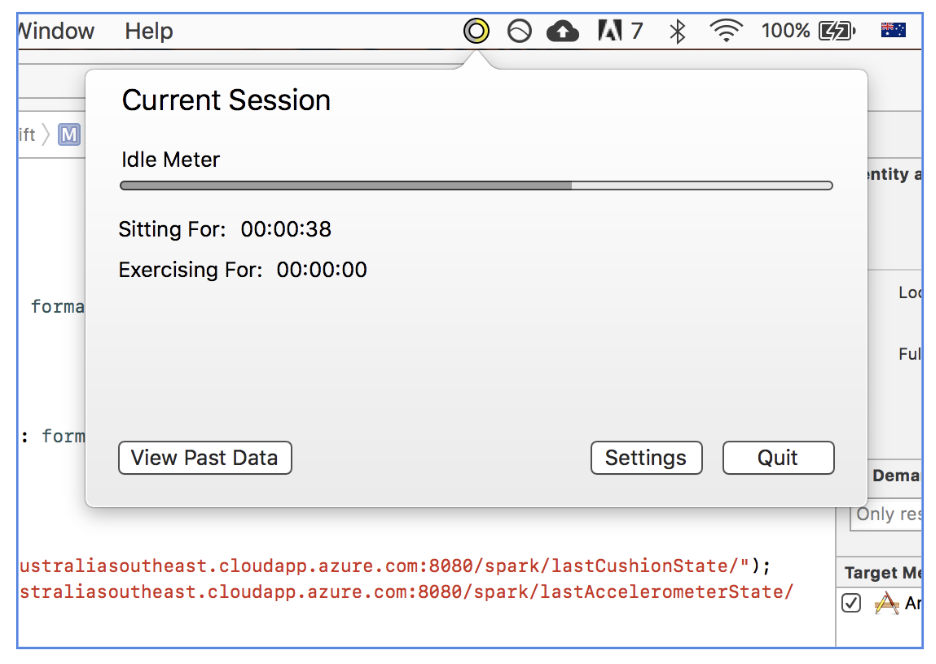 Window Help 7 100%
Current Session
ift M
Idle Meter
entity a
Sitting For: 00:00:38
Exercising For: 00:00:00
Loc
forma
Ful
: form
View Past Data Settings Quit
Dema
Only res
ustraliasoutheast.cloudapp.azure.com:8080/spark/lastCushionState/");
Target Me
straliasoutheast.cloudapp.azure.com:8080/spark/lastAccelerometerState/
Ar